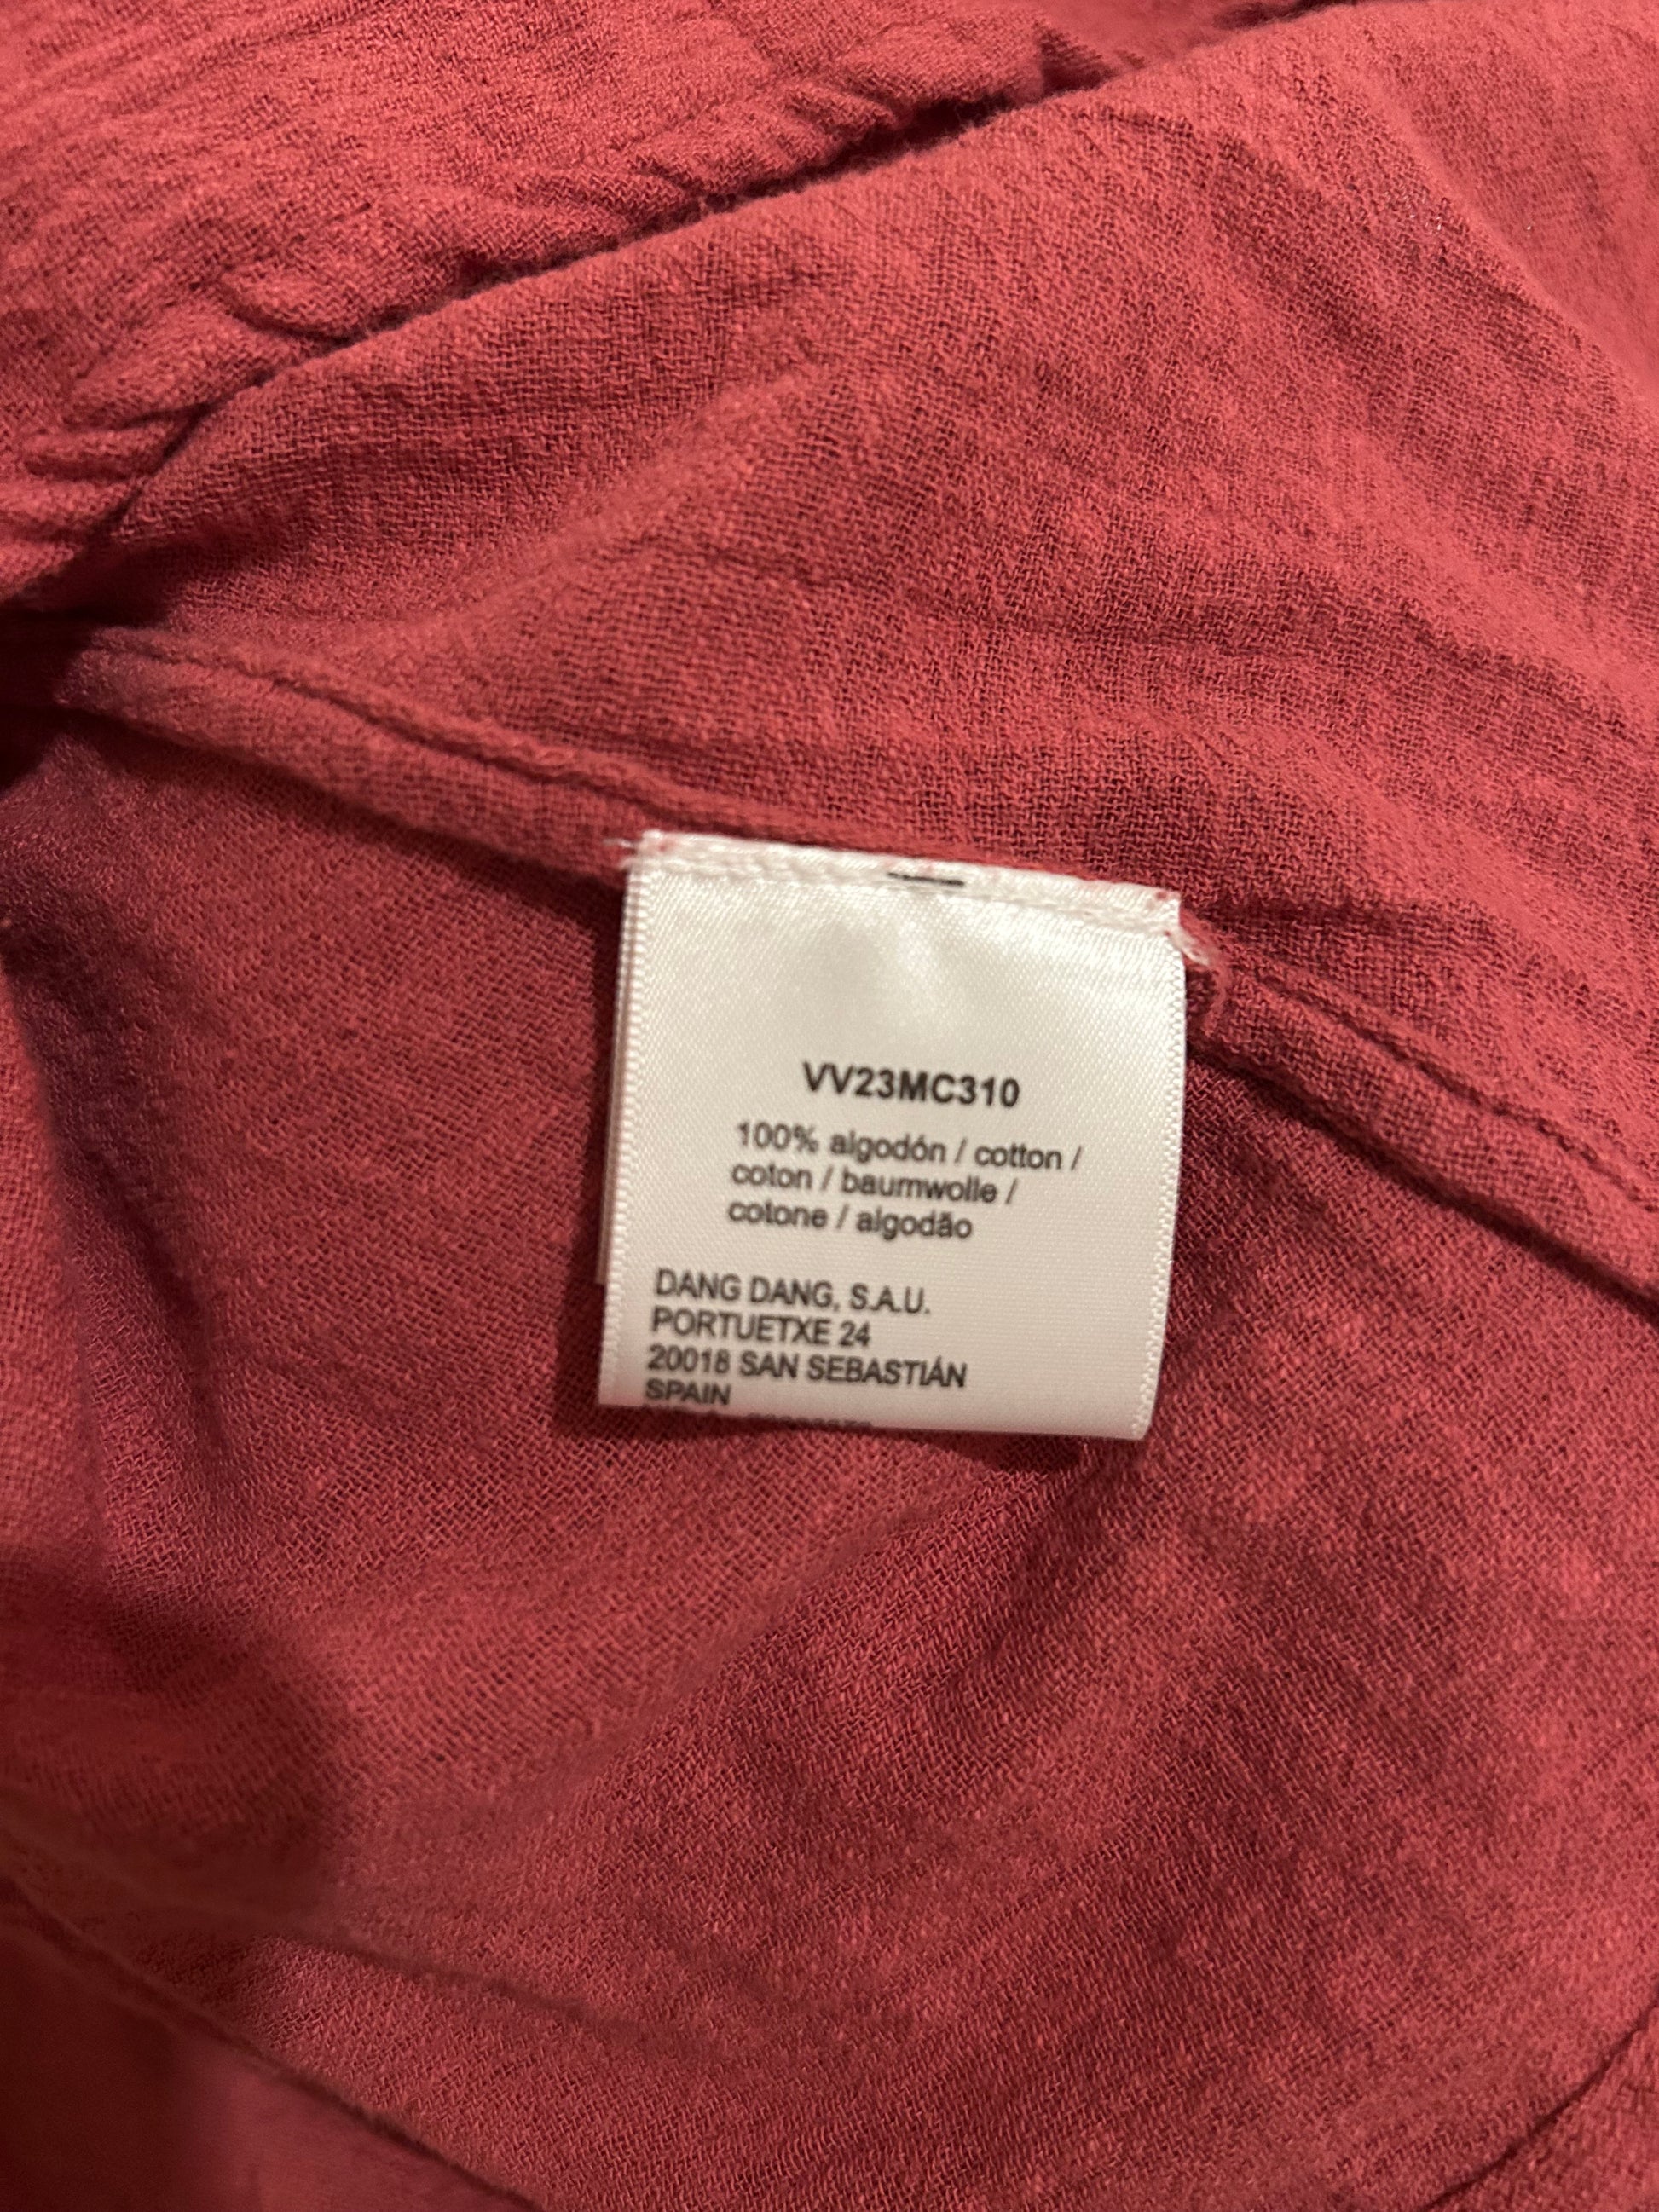 VV23MC310
100% algodón / cotton /
coton / baumwolle /
cotone / algodão
DANG DANG, S.A.U.
PORTUETXE 24
20018 SAN SEBASTIÁN
SPAIN